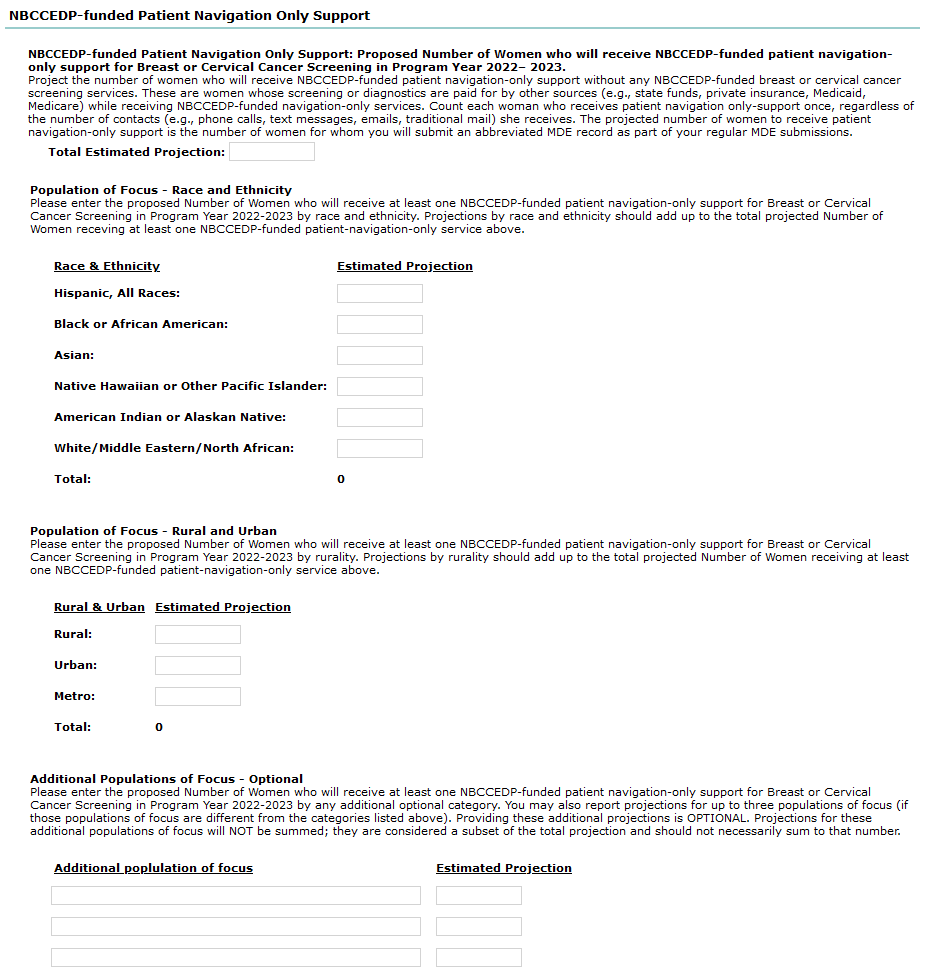 NBCCEDP-funded Patient Navigation Only Support
NBCCEDP-funded Patient Navigation Only Support: Proposed Number of Women who will receive NBCCEDP-funded patient navigation-
only support for Breast or Cervical Cancer Screening in Program Year 2022– 2023.
Project the number of women who will receive NBCCEDP-funded patient navigation-only support without any NBCCEDP-funded breast or cervical cancer
screening services. These are women whose screening or diagnostics are paid for by other sources (e.g., state funds, private insurance, Medicaid,
Medicare) while receiving NBCCEDP-funded navigation-only services. Count each woman who receives patient navigation only-support once, regardless of
the number of contacts (e.g., phone calls, text messages, emails, traditional mail) she receives. The projected number of women to receive patient
navigation-only support is the number of women for whom you will submit an abbreviated MDE record as part of your regular MDE submissions.
Total Estimated Projection:
Population of Focus - Race and Ethnicity
Please enter the proposed Number of Women who will receive at least one NBCCEDP-funded patient navigation-only support for Breast or Cervical
Cancer Screening in Program Year 2022-2023 by race and ethnicity. Projections by race and ethnicity should add up to the total projected Number of
Women receving at least one NBCCEDP-funded patient-navigation-only service above.
Race & Ethnicity Estimated Projection
Hispanic, All Races:
Black or African American:
Asian:
Native Hawaiian or Other Pacific Islander:
American Indian or Alaskan Native:
White/Middle Eastern/North African:
Total: 0
Population of Focus - Rural and Urban
Please enter the proposed Number of Women who will receive at least one NBCCEDP-funded patient navigation-only support for Breast or Cervical
Cancer Screening in Program Year 2022-2023 by rurality. Projections by rurality should add up to the total projected Number of Women receiving at least
one NBCCEDP-funded patient-navigation-only service above.
Rural & Urban Estimated Projection
Rural:
Urban:
Metro:
Total: 0
Additional Populations of Focus - Optional
Please enter the proposed Number of Women who will receive at least one NBCCEDP-funded patient navigation-only support for Breast or Cervical
Cancer Screening in Program Year 2022-2023 by any additional optional category. You may also report projections for up to three populations of focus (if
those populations of focus are different from the categories listed above). Providing these additional projections is OPTIONAL. Projections for these
additional populations of focus will NOT be summed; they are considered a subset of the total projection and should not necessarily sum to that number.
Additional poplulation of focus Estimated Projection